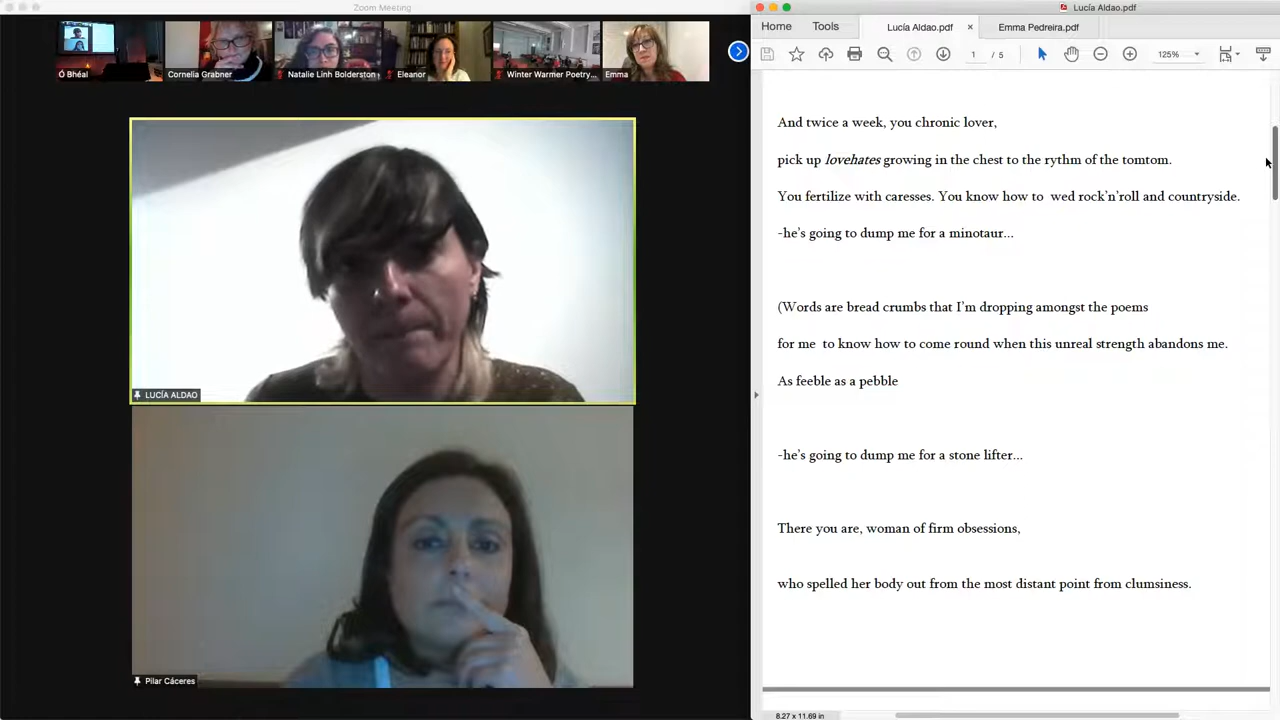 Zoom Meeting
Ó Bhéal
Cornelia Grabner
Natalie Linh Bolderston
Eleanor
Winter Warmer Poetry...
Emma
LUCÍA ALDAO
Pilar Cáceres
Lucía Aldao.pdf
Home
Tools
Lucía Aldao.pdf
×
Emma Pedreira.pdf
1 / 5
125%
And twice a week, you chronic lover,
pick up lovehates growing in the chest to the rythm of the tomtom.
You fertilize with caresses. You know how to wed rock'n'roll and countryside.
-he's going to dump me for a minotaur...
(Words are bread crumbs that I'm dropping amongst the poems
for me to know how to come round when this unreal strength abandons me.
As feeble as a pebble
-he's going to dump me for a stone lifter...
There you are, woman of firm obsessions,
who spelled her body out from the most distant point from clumsiness.
8.27 x 11.69 in